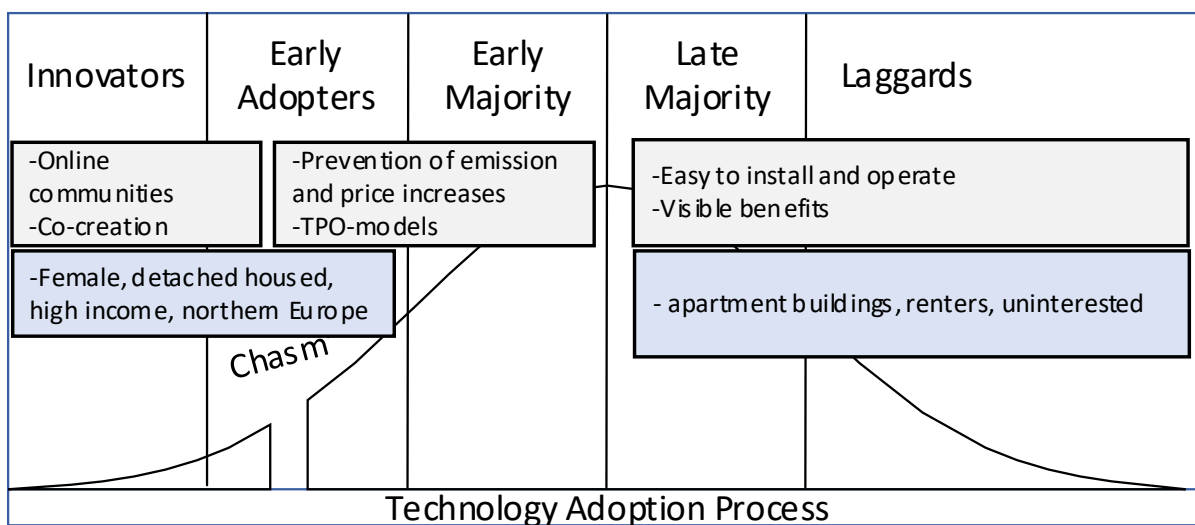 Innovators
Early
Adopters
Early
Majority
Late
Majority
Laggards
-Online
communities
-Co-creation
-Prevention of emission
and price increases
-TPO-models
-Easy to install and operate
-Visible benefits
-Female, detached housed,
high income, northern Europe
- apartment buildings, renters, uninterested
Chasm
Technology Adoption Process